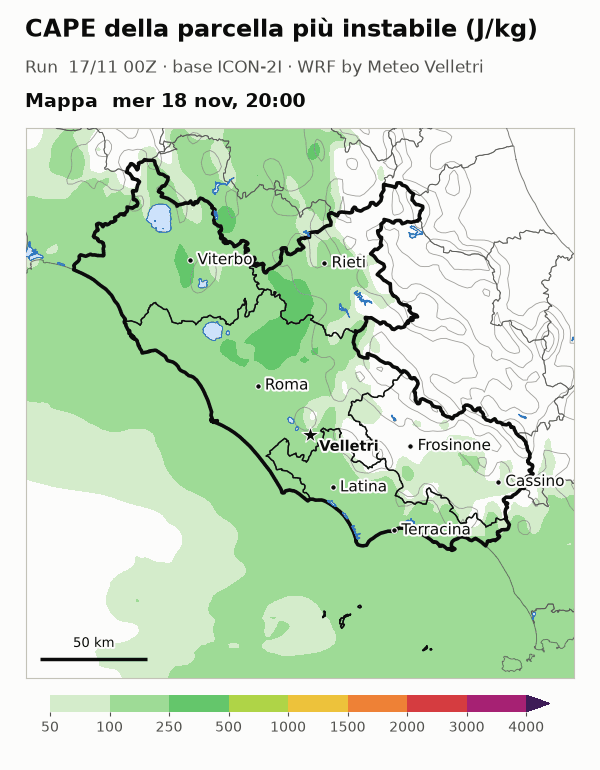 CAPE della parcella più instabile (J/kg)
Run  17/11 00Z · base ICON-2I · WRF by Meteo Velletri
Mappa  mer 18 nov, 20:00
Viterbo
Rieti
Roma
Velletri
Frosinone
Latina
Cassino
Terracina
50 km
50 100 250 500 1000 1500 2000 3000 4000